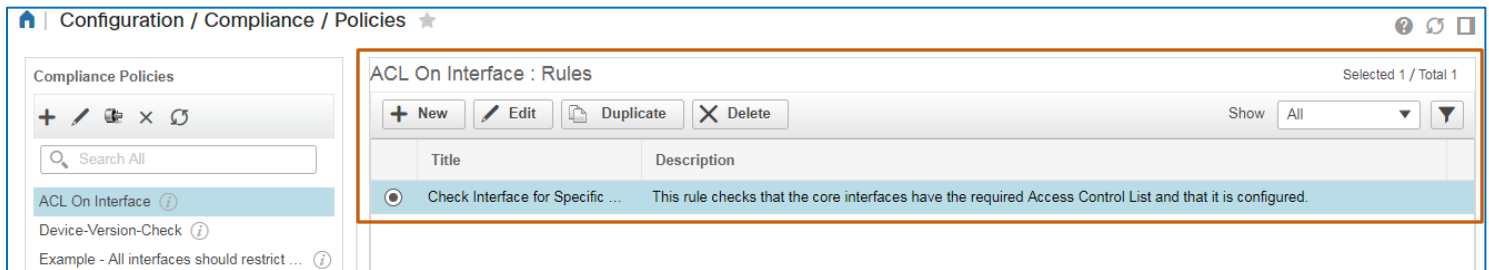 Configuration / Compliance / Policies
Compliance Policies
Search All
ACL On Interface
Device-Version-Check
Example - All interfaces should restrict ...
ACL On Interface : Rules
Selected 1 / Total 1
New Edit Duplicate Delete Show All
Title Description
Check Interface for Specific ... This rule checks that the core interfaces have the required Access Control List and that it is configured.